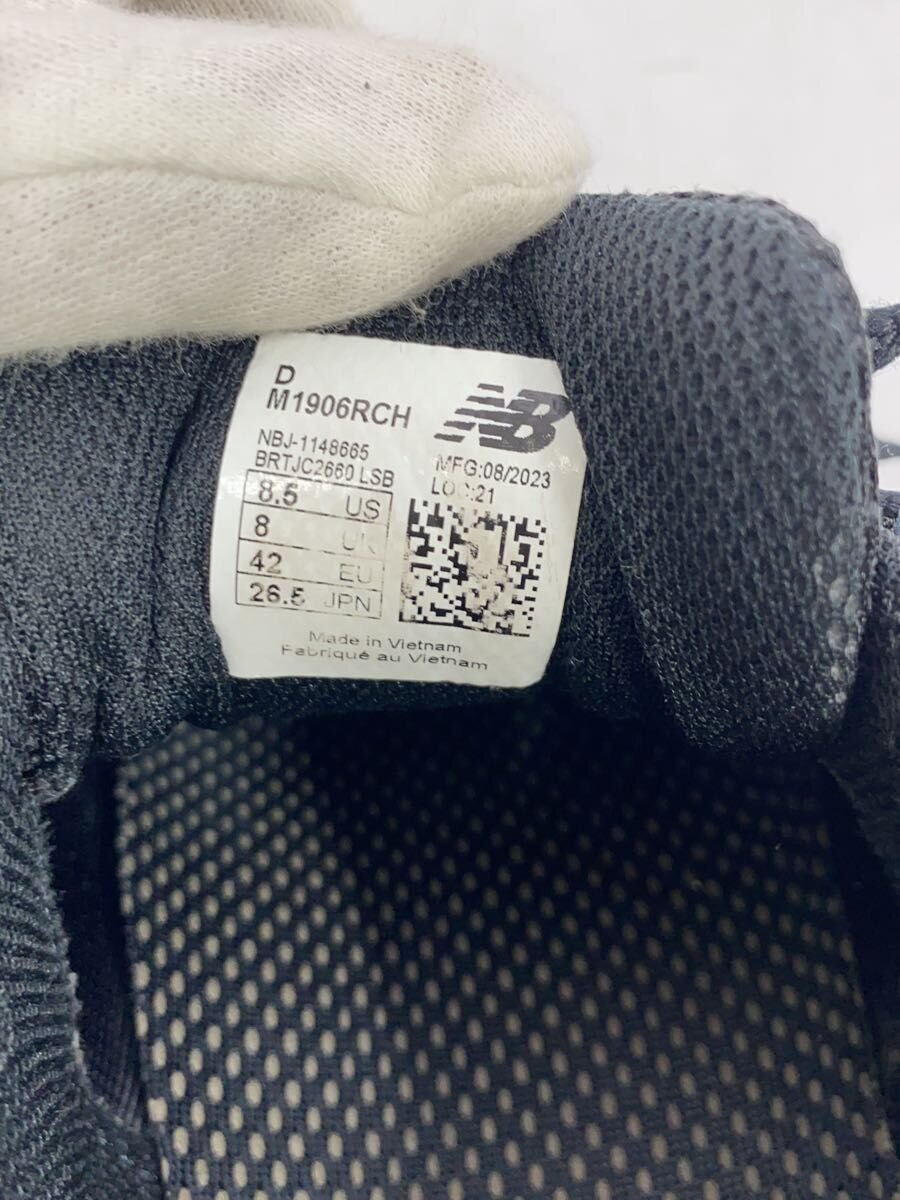 D
M1906RCH
NB
NBJ-1148665
BRTJC2660 LSB
MFG:08/2023
LOC:21
8.5 US
8 UK
42 EU
26.5 JPN
Made in Vietnam
Fabriqué au Vietnam